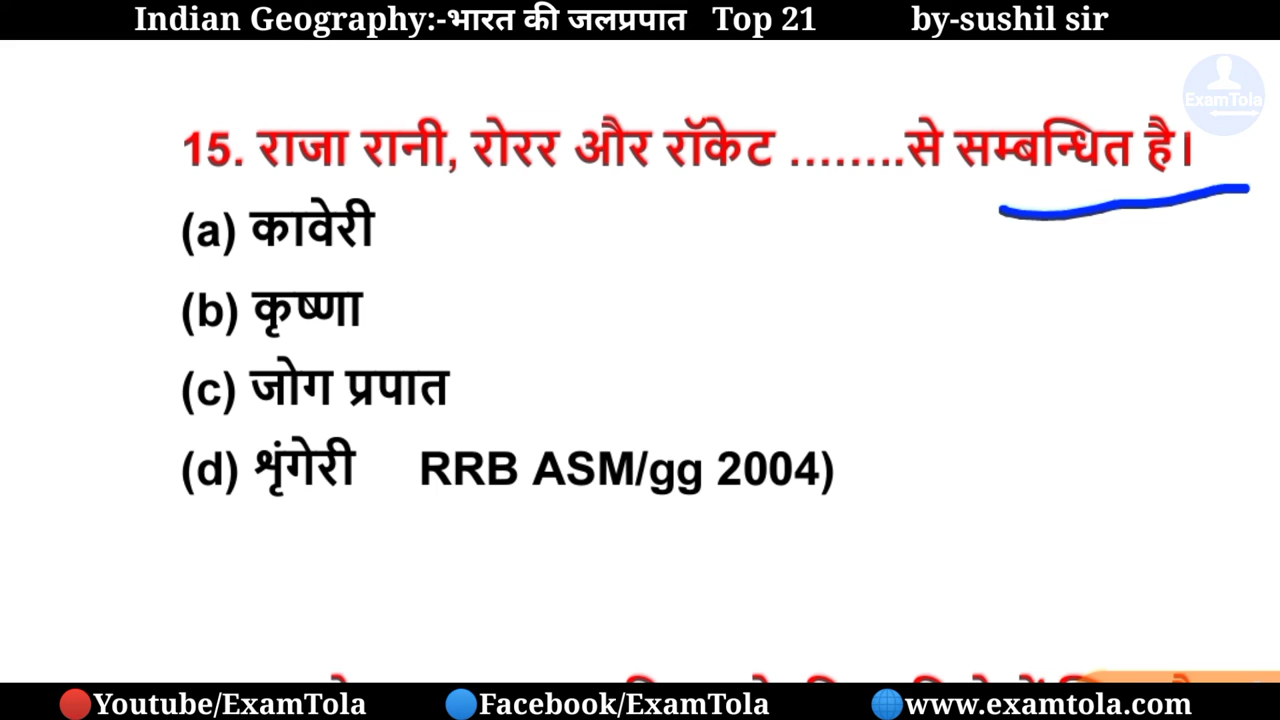 Indian Geography:-भारत की जलप्रपात Top 21 by-sushil sir
ExamTola
15. राजा रानी, रोरर और रॉकेट ........से सम्बन्धित है।
(a) कावेरी
(b) कृष्णा
(c) जोग प्रपात
(d) शृंगेरी RRB ASM/gg 2004)
Youtube/ExamTola Facebook/ExamTola www.examtola.com